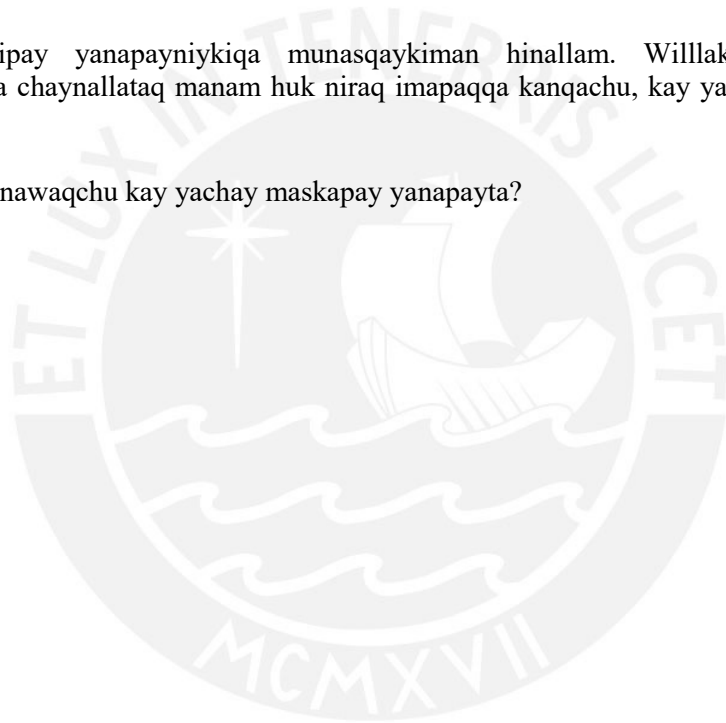 ipay yanapayniykiqa munasqaykiman hinallam. Willlak
a chaynallataq manam huk niraq imapaqqa kanqachu, kay ya
nawaqchu kay yachay maskapay yanapayta?
ET LUX IN TENEBRIS LUCET
MCMXVII